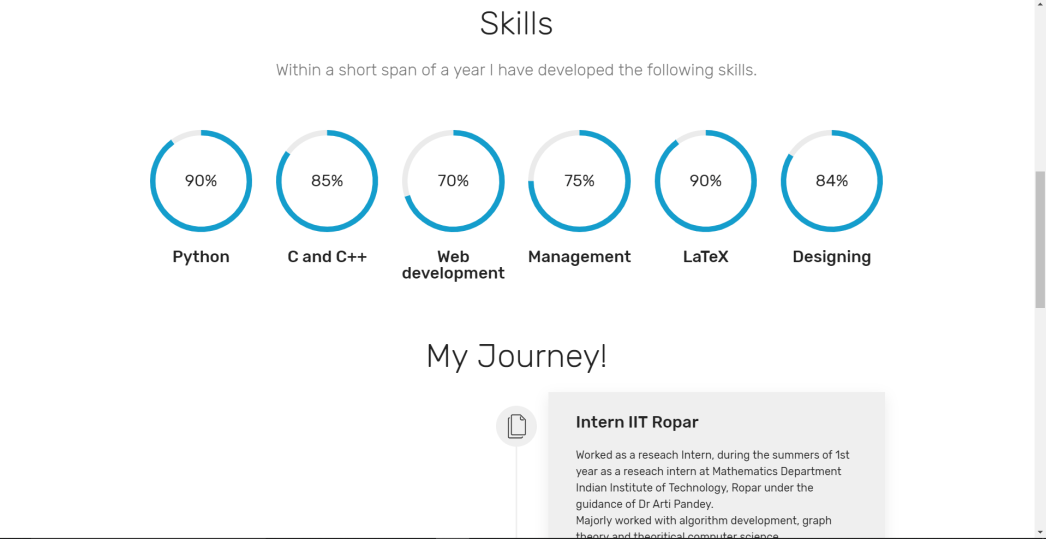 Skills
Within a short span of a year I have developed the following skills.
90%
85%
70%
75%
90%
84%
Python
C and C++
Web
development
Management
LaTeX
Designing
My Journey!
Intern IIT Ropar
Worked as a reseach Intern, during the summers of 1st
year as a reseach intern at Mathematics Department
Indian Institute of Technology, Ropar under the
guidance of Dr Arti Pandey.
Majorly worked with algorithm development, graph
theory and theoritical computer science.